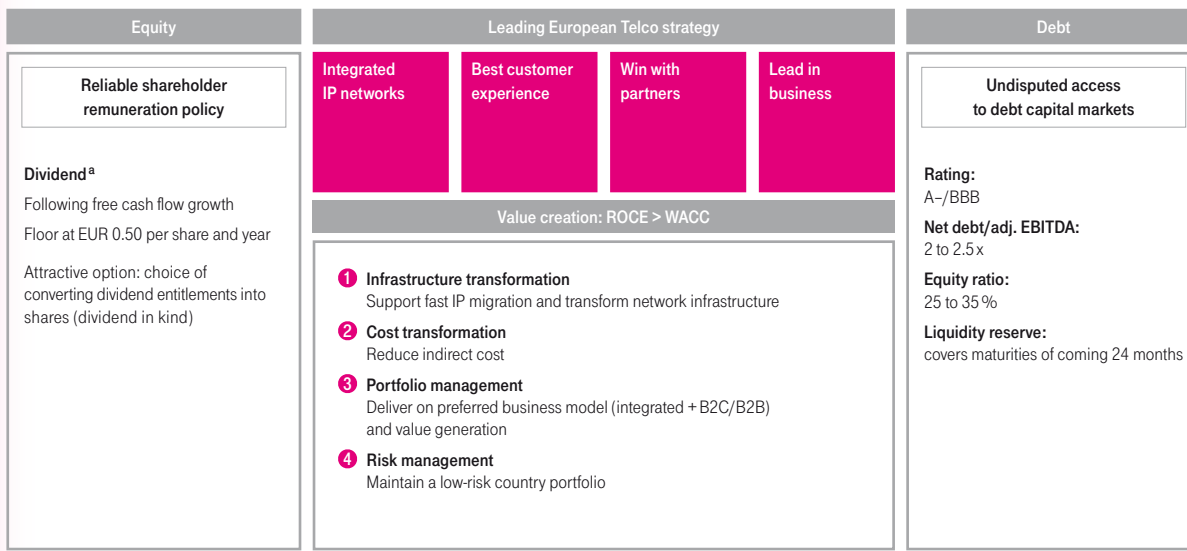 Equity
Reliable shareholder
remuneration policy
Dividend a
Following free cash flow growth
Floor at EUR 0.50 per share and year
Attractive option: choice of
converting dividend entitlements into
shares (dividend in kind)
Leading European Telco strategy
Integrated
IP networks
Best customer
experience
Win with
partners
Lead in
business
Value creation: ROCE > WACC
1 Infrastructure transformation
Support fast IP migration and transform network infrastructure
2 Cost transformation
Reduce indirect cost
3 Portfolio management
Deliver on preferred business model (integrated + B2C/B2B)
and value generation
4 Risk management
Maintain a low-risk country portfolio
Debt
Undisputed access
to debt capital markets
Rating:
A–/BBB
Net debt/adj. EBITDA:
2 to 2.5 x
Equity ratio:
25 to 35 %
Liquidity reserve:
covers maturities of coming 24 months